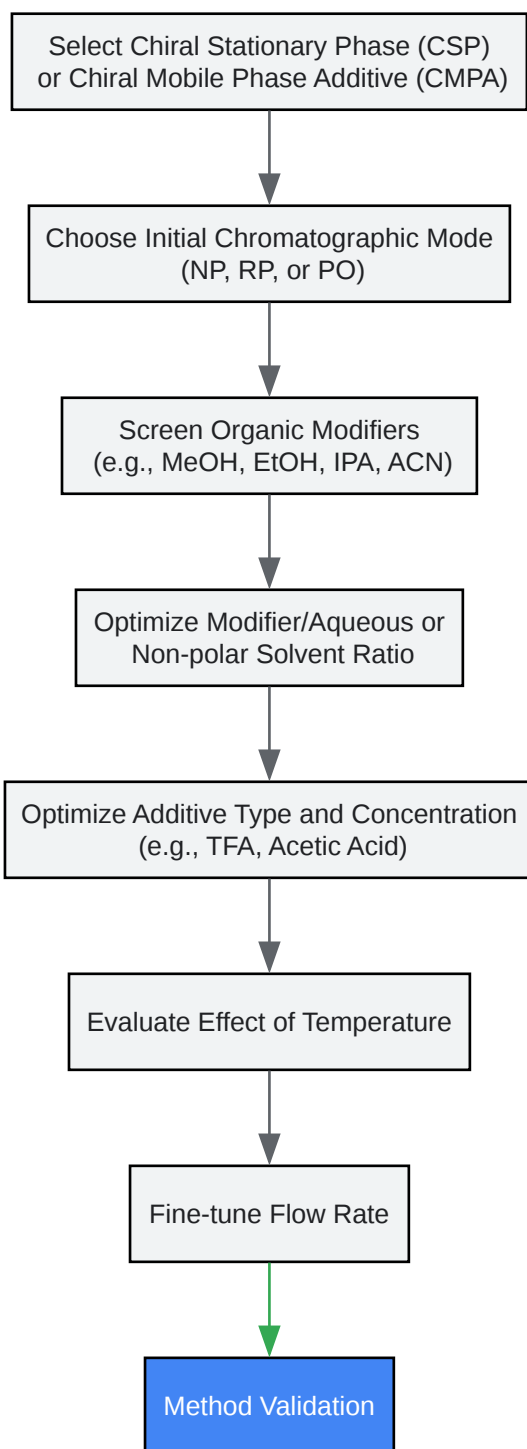 Select Chiral Stationary Phase (CSP)
or Chiral Mobile Phase Additive (CMPA)
Choose Initial Chromatographic Mode
(NP, RP, or PO)
Screen Organic Modifiers
(e.g., MeOH, EtOH, IPA, ACN)
Optimize Modifier/Aqueous or
Non-polar Solvent Ratio
Optimize Additive Type and Concentration
(e.g., TFA, Acetic Acid)
Evaluate Effect of Temperature
Fine-tune Flow Rate
Method Validation